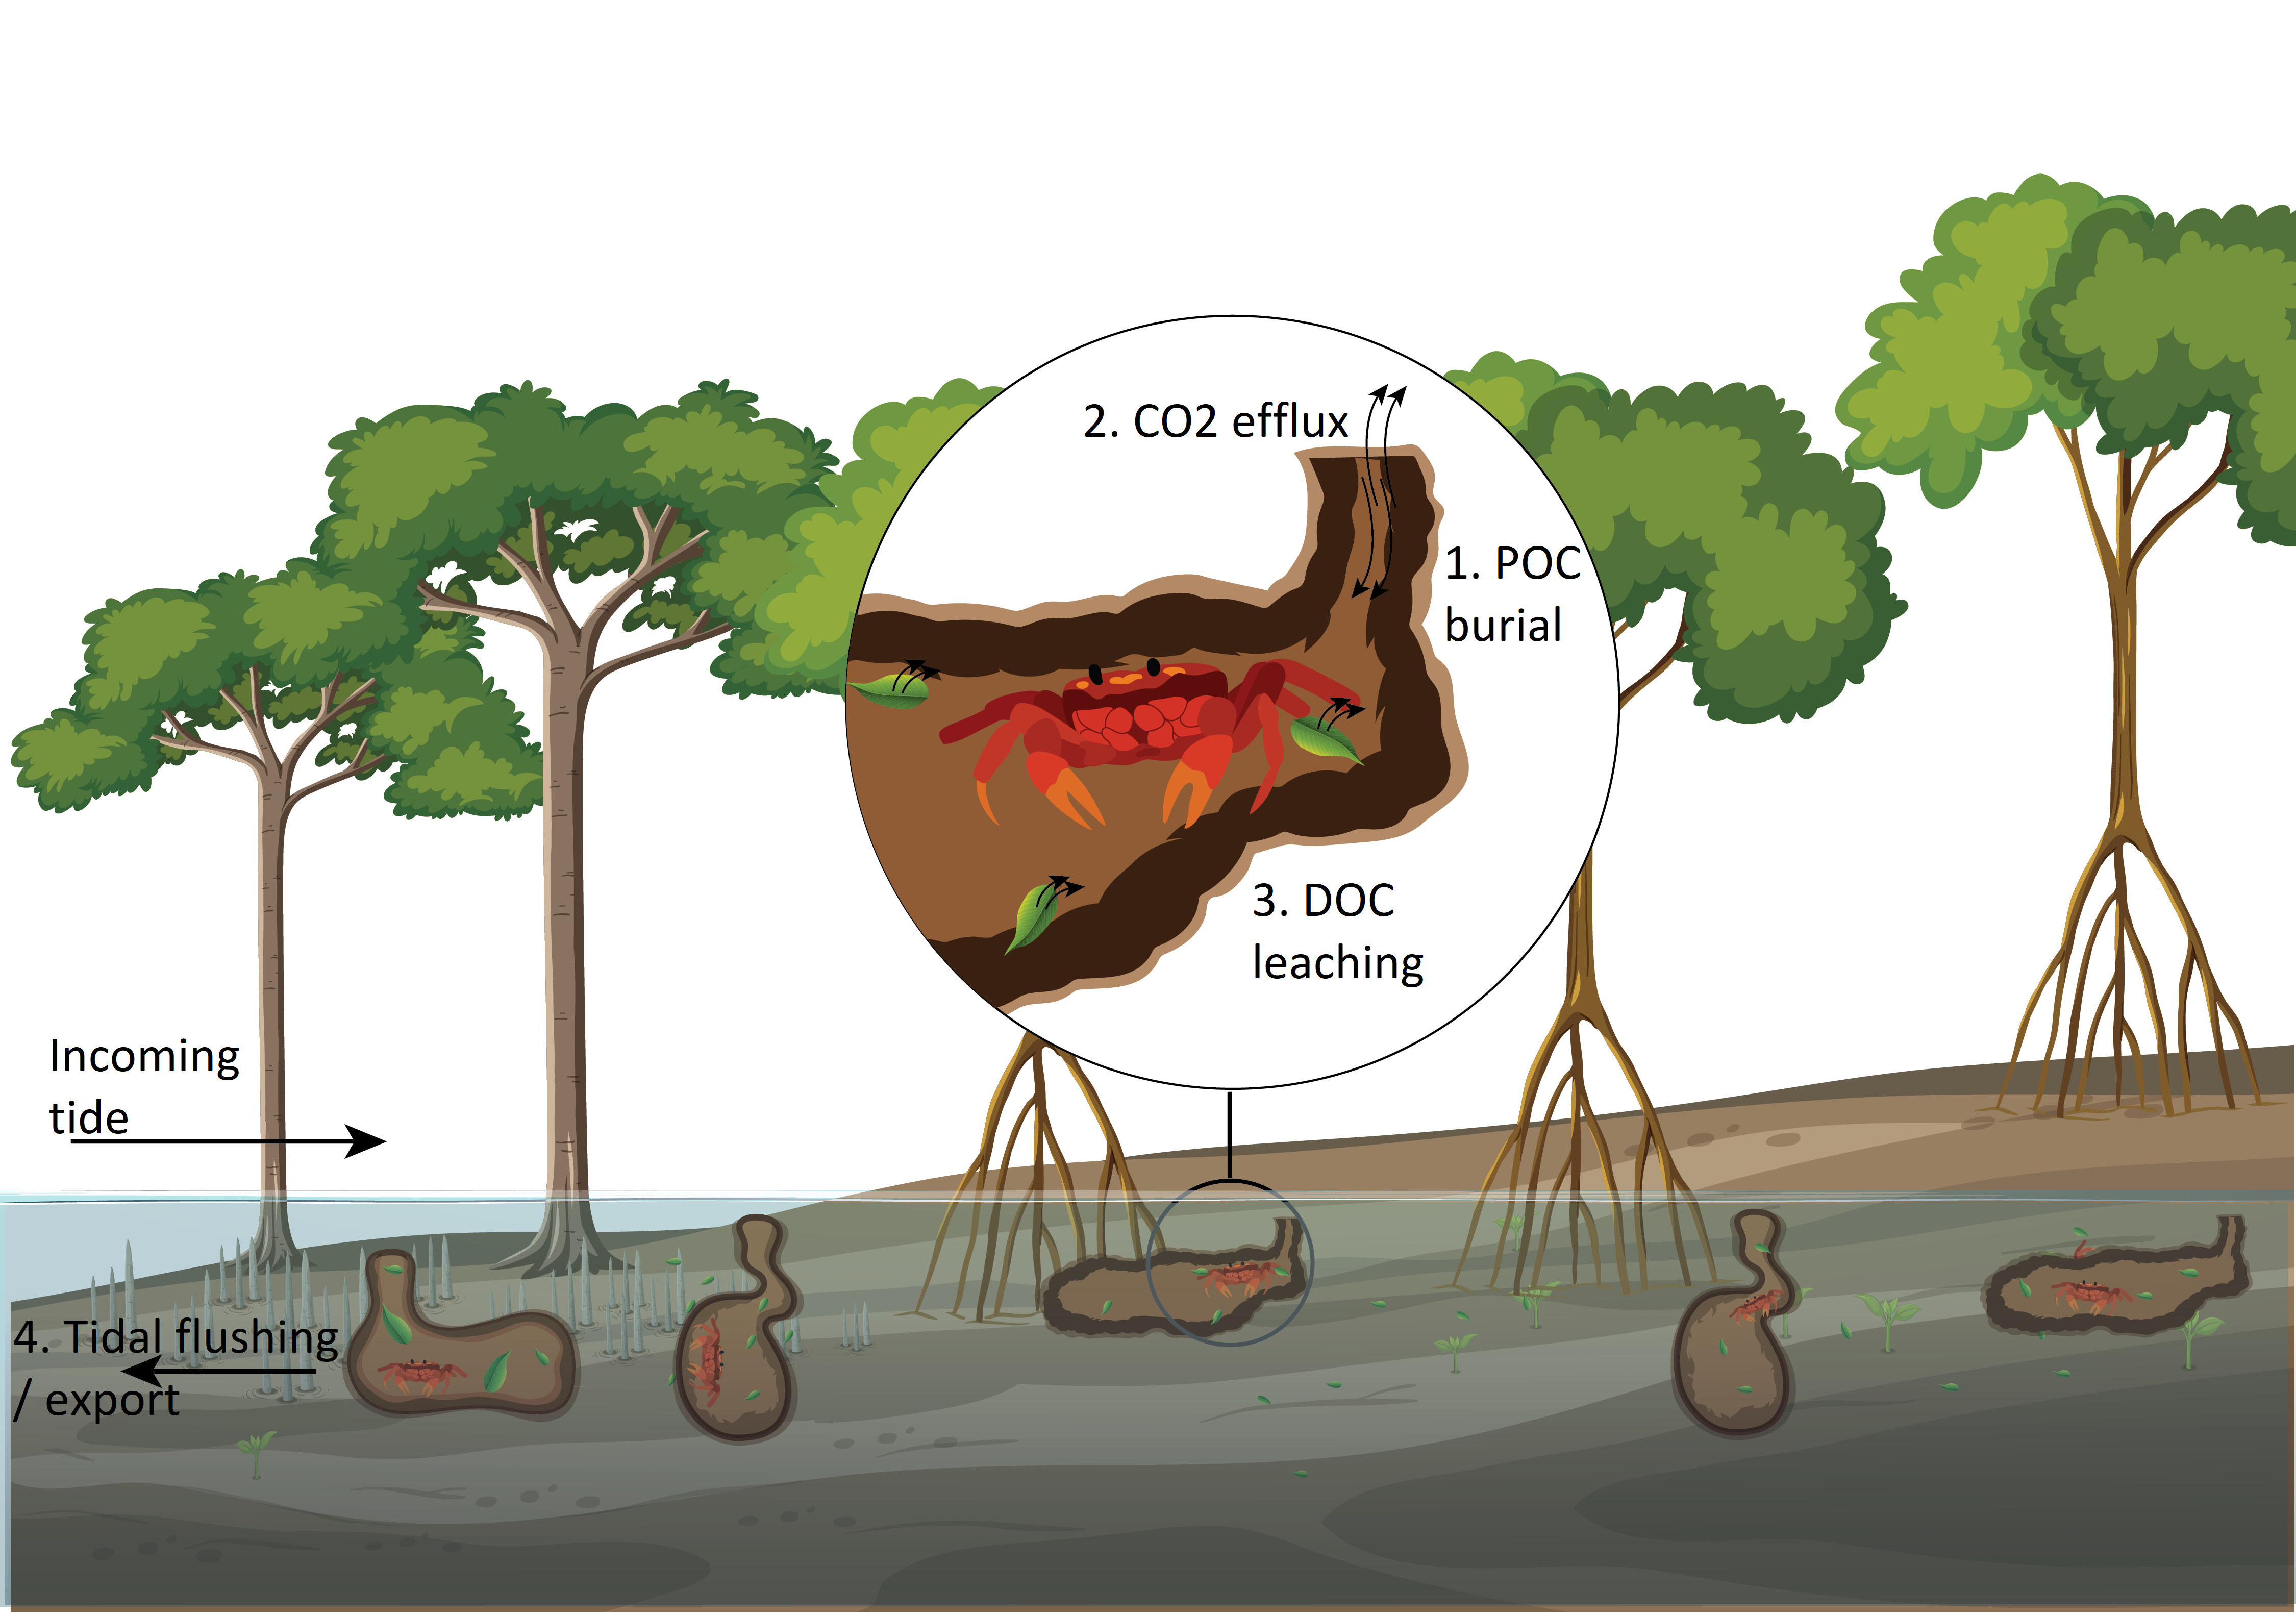 2. CO2 efflux
1. POC
burial
3. DOC
leaching
Incoming
tide
4. Tidal flushing
/ export